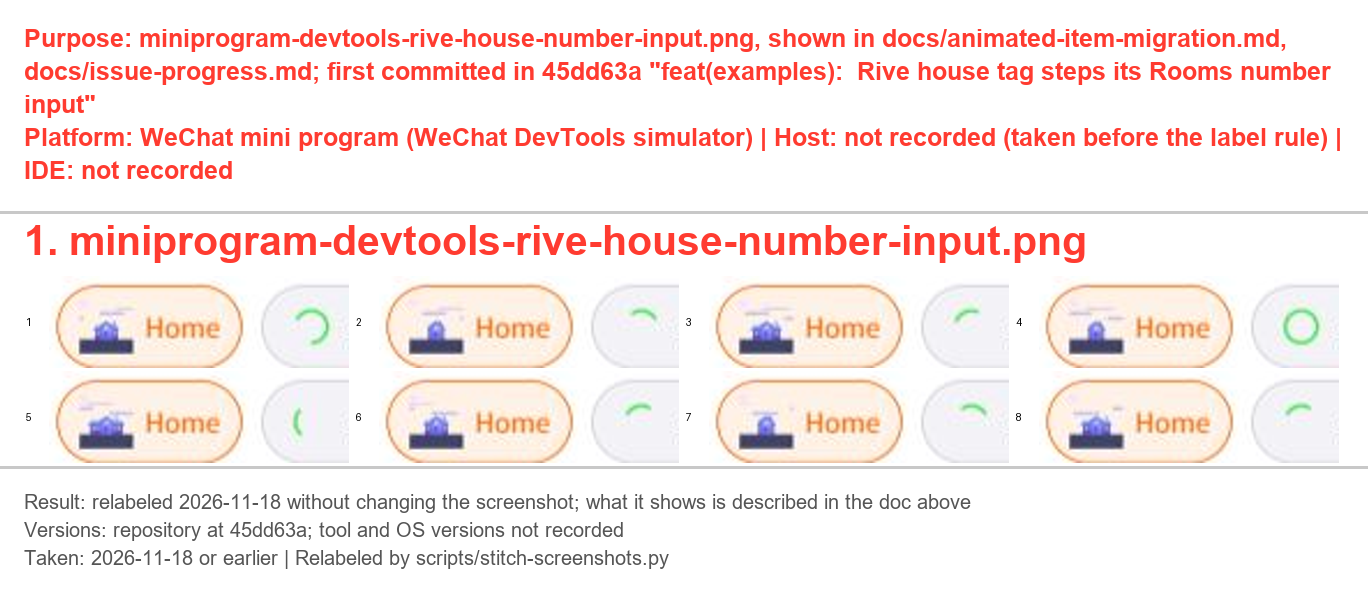 Purpose: miniprogram-devtools-rive-house-number-input.png, shown in docs/animated-item-migration.md,
docs/issue-progress.md; first committed in 45dd63a "feat(examples):  Rive house tag steps its Rooms number
input"
Platform: WeChat mini program (WeChat DevTools simulator) | Host: not recorded (taken before the label rule) |
IDE: not recorded
1. miniprogram-devtools-rive-house-number-input.png
1 Home 2 Home 3 Home 4 Home
5 Home 6 Home 7 Home 8 Home
Result: relabeled 2026-11-18 without changing the screenshot; what it shows is described in the doc above
Versions: repository at 45dd63a; tool and OS versions not recorded
Taken: 2026-11-18 or earlier | Relabeled by scripts/stitch-screenshots.py